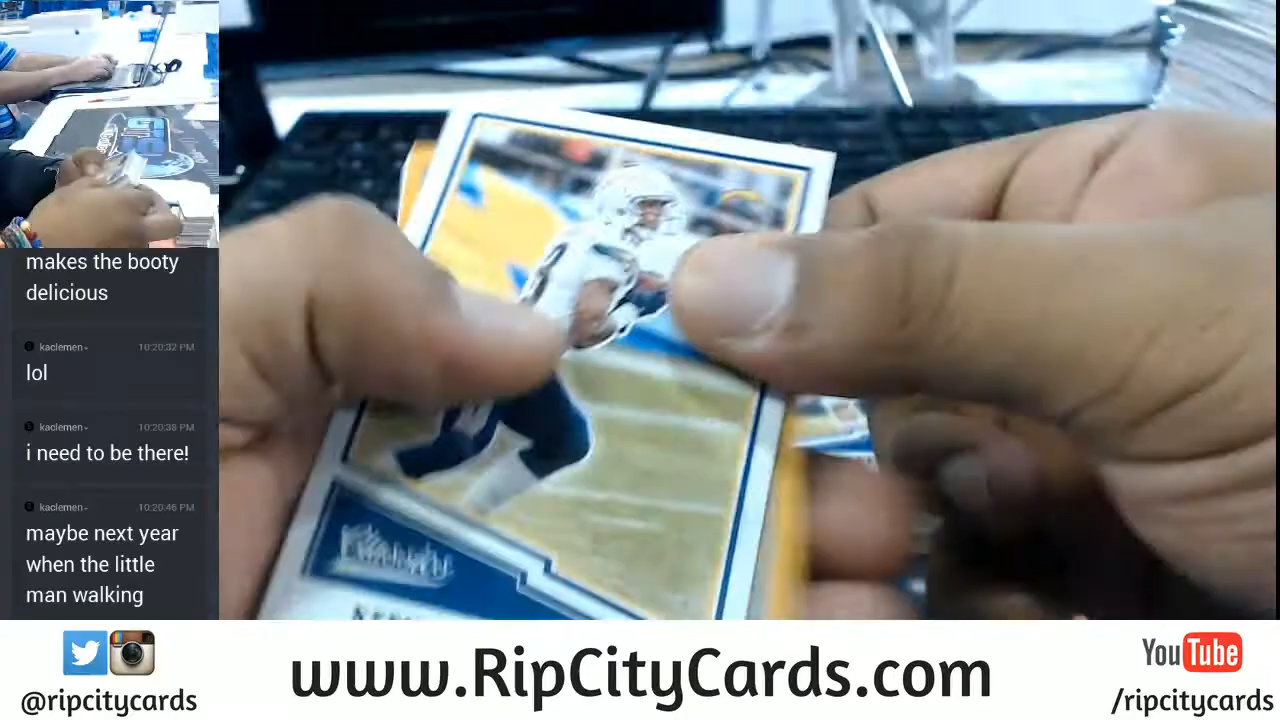 makes the booty
delicious
kaclemen
10:20:32 PM
lol
kaclemen
10:20:38 PM
i need to be there!
kaclemen
10:20:46 PM
maybe next year
when the little
man walking
@ripcitycards
www.RipCityCards.com
YouTube
/ripcitycards